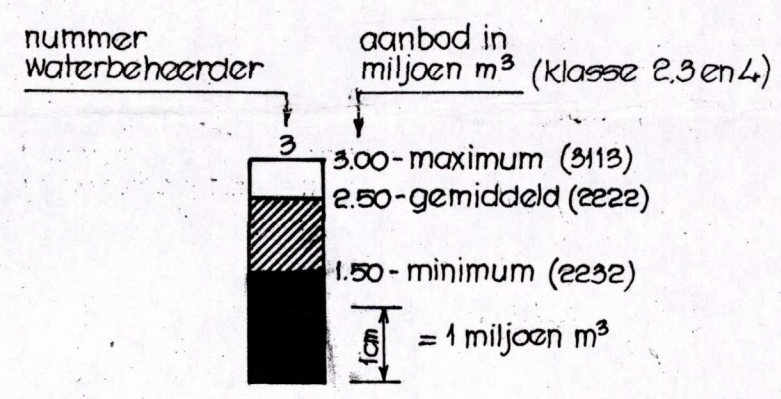 nummer
waterbeheerder
aanbod in
miljoen m³ (klasse 2.3 en 4)
3
3.00 - maximum (3113)
2.50 - gemiddeld (2222)
1.50 - minimum (2232)
1cm
= 1 miljoen m³